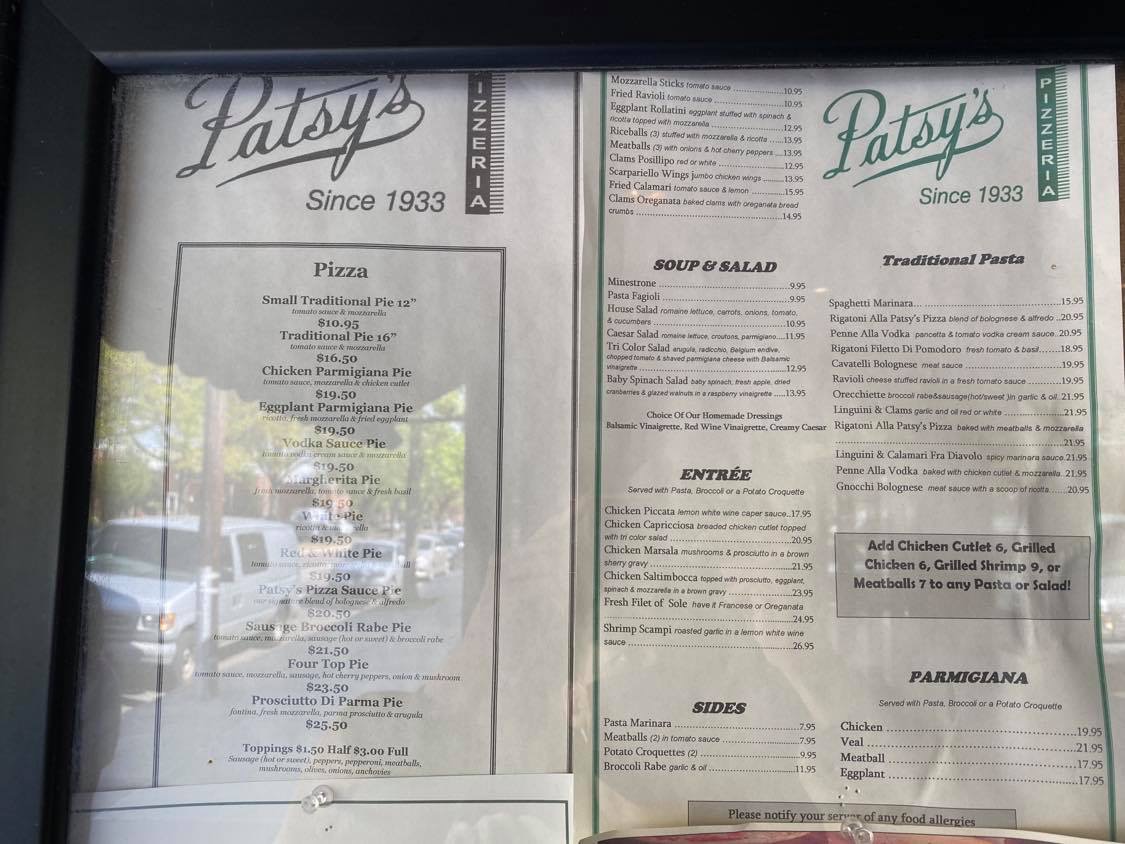 Patsy's
IZZERIA
Since 1933
Pizza
Small Traditional Pie 12”
tomato sauce & mozzarella
$10.95
Traditional Pie 16”
tomato sauce & mozzarella
$16.50
Chicken Parmigiana Pie
tomato sauce, mozzarella & chicken cutlet
$19.50
Eggplant Parmigiana Pie
ricotta, fresh mozzarella & fried eggplant
$19.50
Vodka Sauce Pie
tomato vodka cream sauce & mozzarella
$19.50
Margherita Pie
fresh mozzarella, tomato sauce & fresh basil
$19.50
White Pie
ricotta &
$19.50
Red & White Pie
tomato sauce, ricotta,
$19.50
Patsy's Pizza Sauce Pie
our signature blend of bolognese & alfredo
$20.50
Sausage Broccoli Rabe Pie
tomato sauce, mozzarella, sausage (hot or sweet) & broccoli rabe
$21.50
Four Top Pie
tomato sauce, mozzarella, sausage, hot cherry peppers, onion & mushroom
$23.50
Prosciutto Di Parma Pie
fontina, fresh mozzarella, parma prosciutto & arugula
$25.50
Toppings $1.50 Half $3.00 Full
Sausage (hot or sweet), peppers, pepperoni, meatballs,
mushrooms, olives, onions, anchovies
Mozzarella Sticks tomato sauce ....................10.95
Fried Ravioli tomato sauce ....................10.95
Eggplant Rollatini eggplant stuffed with spinach &
ricotta topped with mozzarella ....................12.95
Riceballs (3) stuffed with mozzarella & ricotta ......13.95
Meatballs (3) with onions & hot cherry peppers ....13.95
Clams Posillipo red or white ....................12.95
Scarpariello Wings jumbo chicken wings ..........13.95
Fried Calamari tomato sauce & lemon ..........15.95
Clams Oreganata baked clams with oreganata bread
crumbs ........................................14.95
SOUP & SALAD
Minestrone ........................................9.95
Pasta Fagioli ........................................9.95
House Salad romaine lettuce, carrots, onions, tomato,
& cucumbers ........................................10.95
Caesar Salad romaine lettuce, croutons, parmigiano....11.95
Tri Color Salad arugula, radicchio, Belgium endive,
chopped tomato & shaved parmigiana cheese with Balsamic
vinaigrette ........................................12.95
Baby Spinach Salad baby spinach, fresh apple, dried
cranberries & glazed walnuts in a raspberry vinaigrette .....13.95
Choice Of Our Homemade Dressings
Balsamic Vinaigrette, Red Wine Vinaigrette, Creamy Caesar
ENTRÉE
Served with Pasta, Broccoli or a Potato Croquette
Chicken Piccata lemon white wine caper sauce..17.95
Chicken Capricciosa breaded chicken cutlet topped
with tri color salad ..............................20.95
Chicken Marsala mushrooms & prosciutto in a brown
sherry gravy ........................................21.95
Chicken Saltimbocca topped with prosciutto, eggplant,
spinach & mozzarella in a brown gravy ....................23.95
Fresh Filet of Sole have it Francese or Oreganata
........................................24.95
Shrimp Scampi roasted garlic in a lemon white wine
sauce ........................................26.95
SIDES
Pasta Marinara ..............................7.95
Meatballs (2) in tomato sauce ....................7.95
Potato Croquettes (2) ..............................9.95
Broccoli Rabe garlic & oil ..............................11.95
Patsy's
PIZZERIA
Since 1933
Traditional Pasta
Spaghetti Marinara........................................15.95
Rigatoni Alla Patsy's Pizza blend of bolognese & alfredo ..20.95
Penne Alla Vodka pancetta & tomato vodka cream sauce..20.95
Rigatoni Filetto Di Pomodoro fresh tomato & basil.......18.95
Cavatelli Bolognese meat sauce ..............................19.95
Ravioli cheese stuffed ravioli in a fresh tomato sauce ..........19.95
Orecchiette broccoli rabe&sausage(hot/sweet )in garlic & oil..21.95
Linguini & Clams garlic and oil red or white ....................21.95
Rigatoni Alla Patsy's Pizza baked with meatballs & mozzarella
........................................21.95
Linguini & Calamari Fra Diavolo spicy marinara sauce.21.95
Penne Alla Vodka baked with chicken cutlet & mozzarella..21.95
Gnocchi Bolognese meat sauce with a scoop of ricotta......20.95
Add Chicken Cutlet 6, Grilled
Chicken 6, Grilled Shrimp 9, or
Meatballs 7 to any Pasta or Salad!
PARMIGIANA
Served with Pasta, Broccoli or a Potato Croquette
Chicken ........................................19.95
Veal ........................................21.95
Meatball ........................................17.95
Eggplant ........................................17.95
Please notify your server of any food allergies